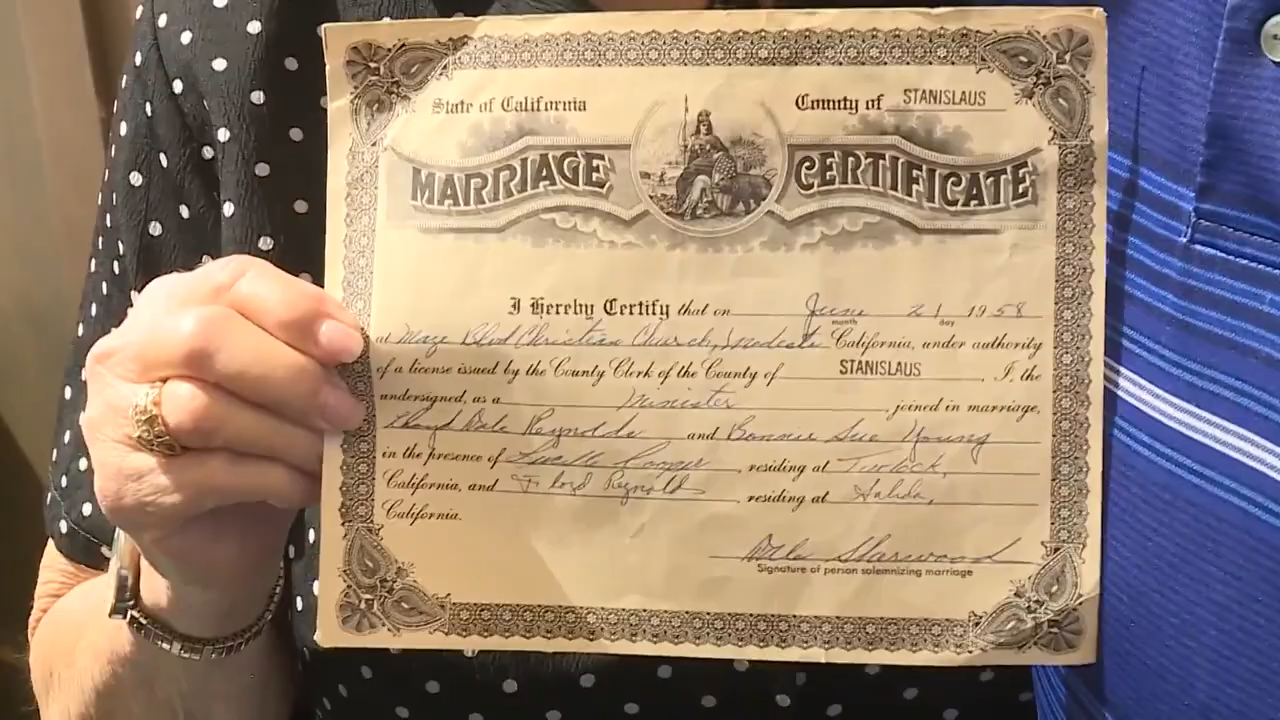 State of California County of STANISLAUS
MARRIAGE CERTIFICATE
I Hereby Certify that on June 21 1958
month day
at Maze Blvd Christian Church, Modesto California, under authority
of a license issued by the County Clerk of the County of STANISLAUS, I, the
undersigned, as a Minister, joined in marriage,
Dale Reynolds and Bonnie Sue Young
in the presence of, residing at Turlock,
California, and Floyd Reynolds, residing at Salida,
California.
Dale Sharwood
Signature of person solemnizing marriage